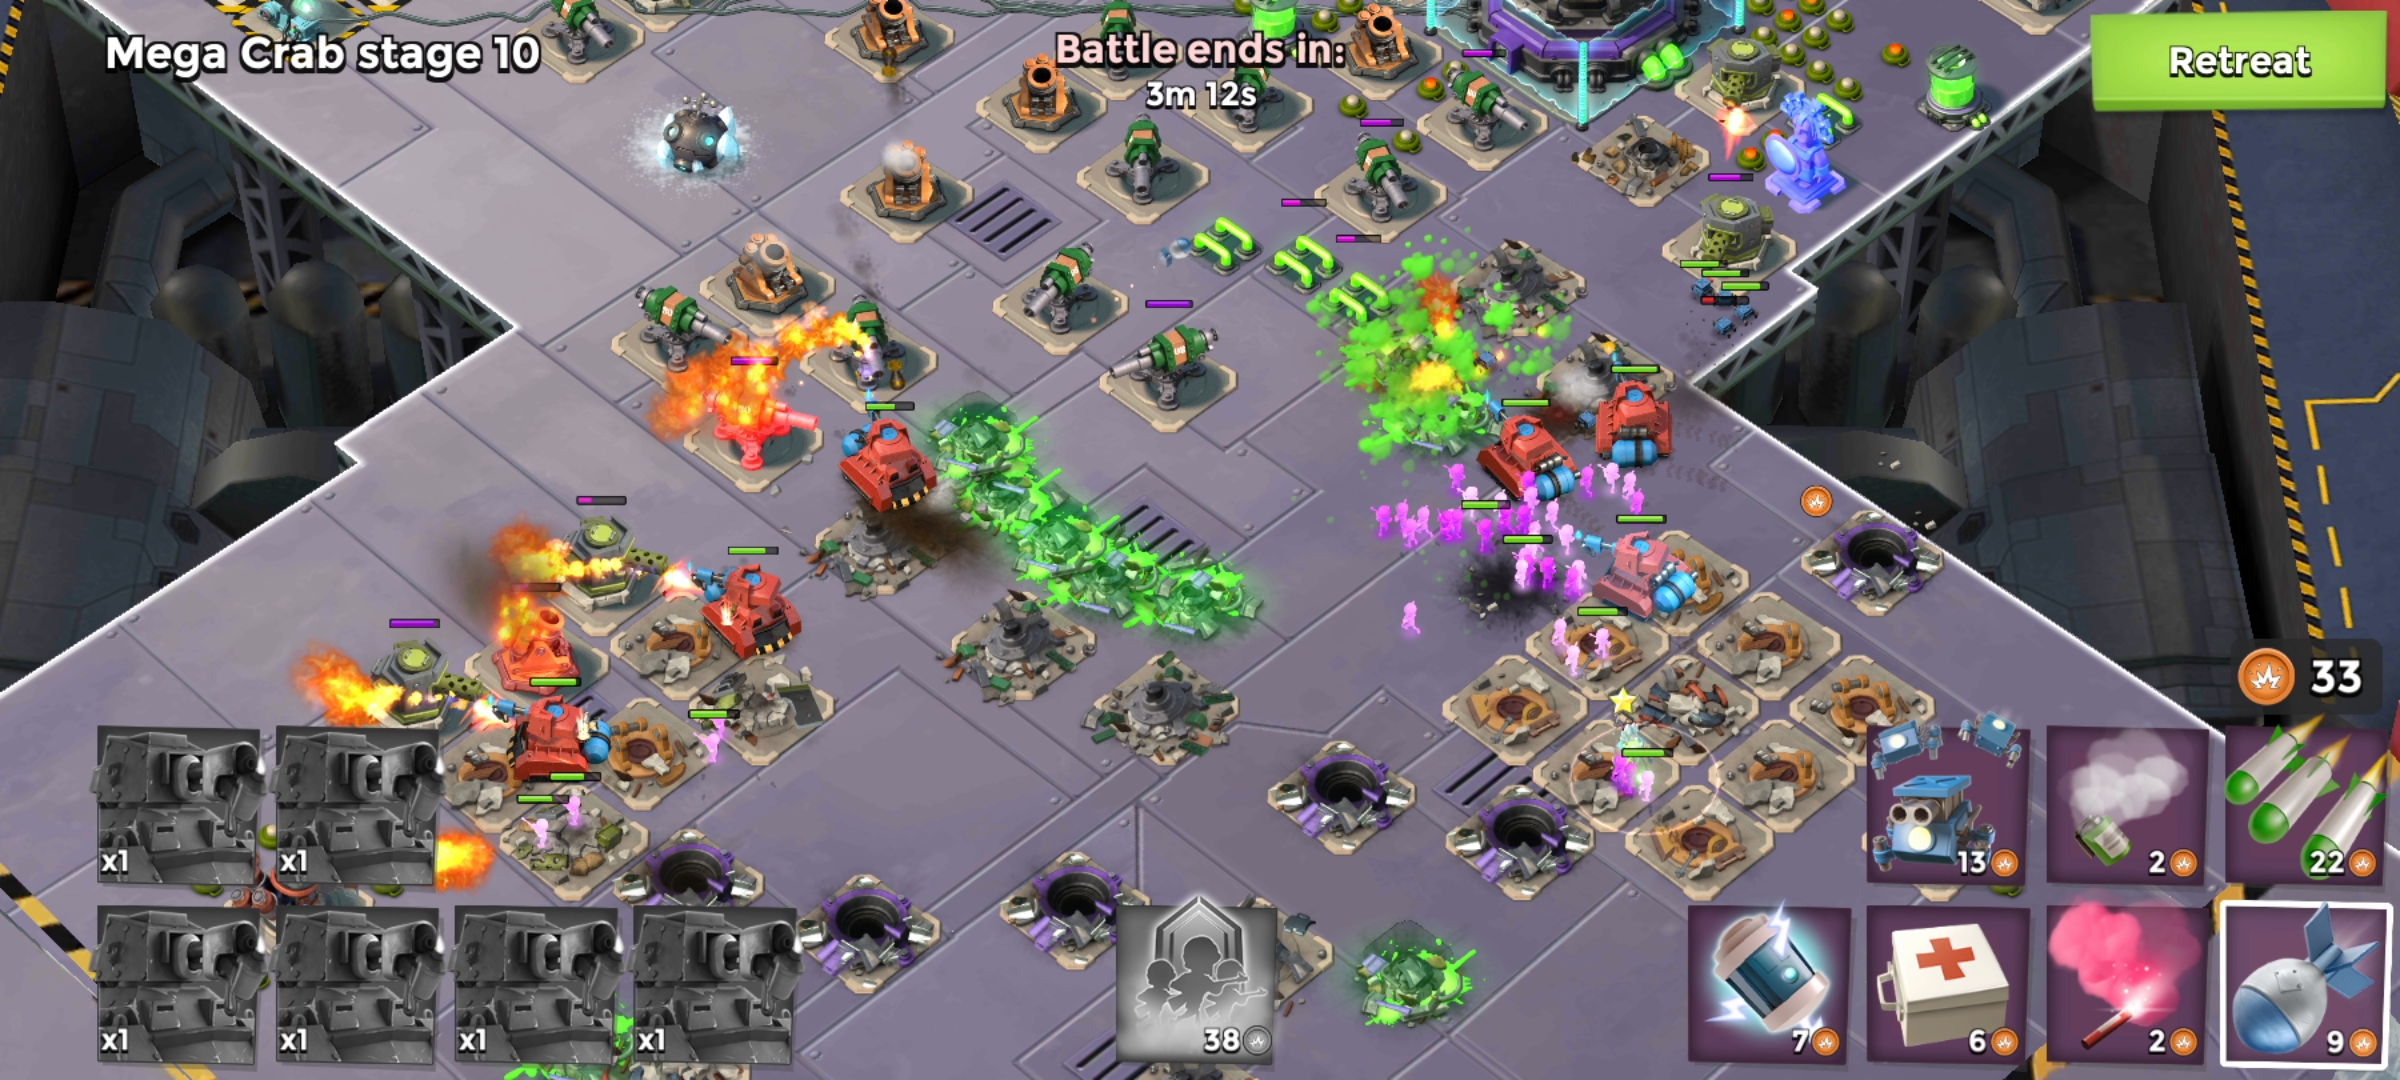 Mega Crab stage 10
Battle ends in:
3m 12s
Retreat
33
x1
x1
13
2
22
x1
x1
x1
x1
38
7
6
2
9